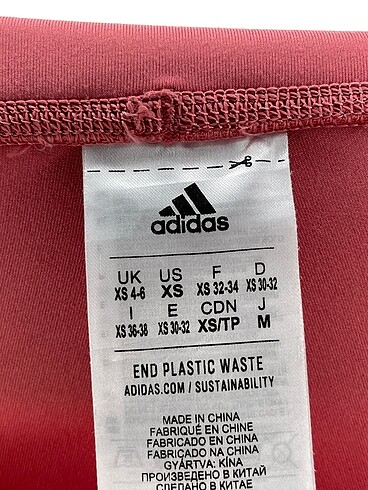 adidas
UK US F D
XS 4-6 XS XS 32-34 XS 30-32
I E CDN J
XS 36-38 XS 30-32 XS/TP M
END PLASTIC WASTE
ADIDAS.COM / SUSTAINABILITY
MADE IN CHINA
FABRIQUÉ EN CHINE
FABRICADO EN CHINA
FABRICADO NA CHINA
GYÁRTVA: KÍNA
ПРОИЗВЕДЕНО В КИТАЙ
СДЕЛАНО В КИТАЕ